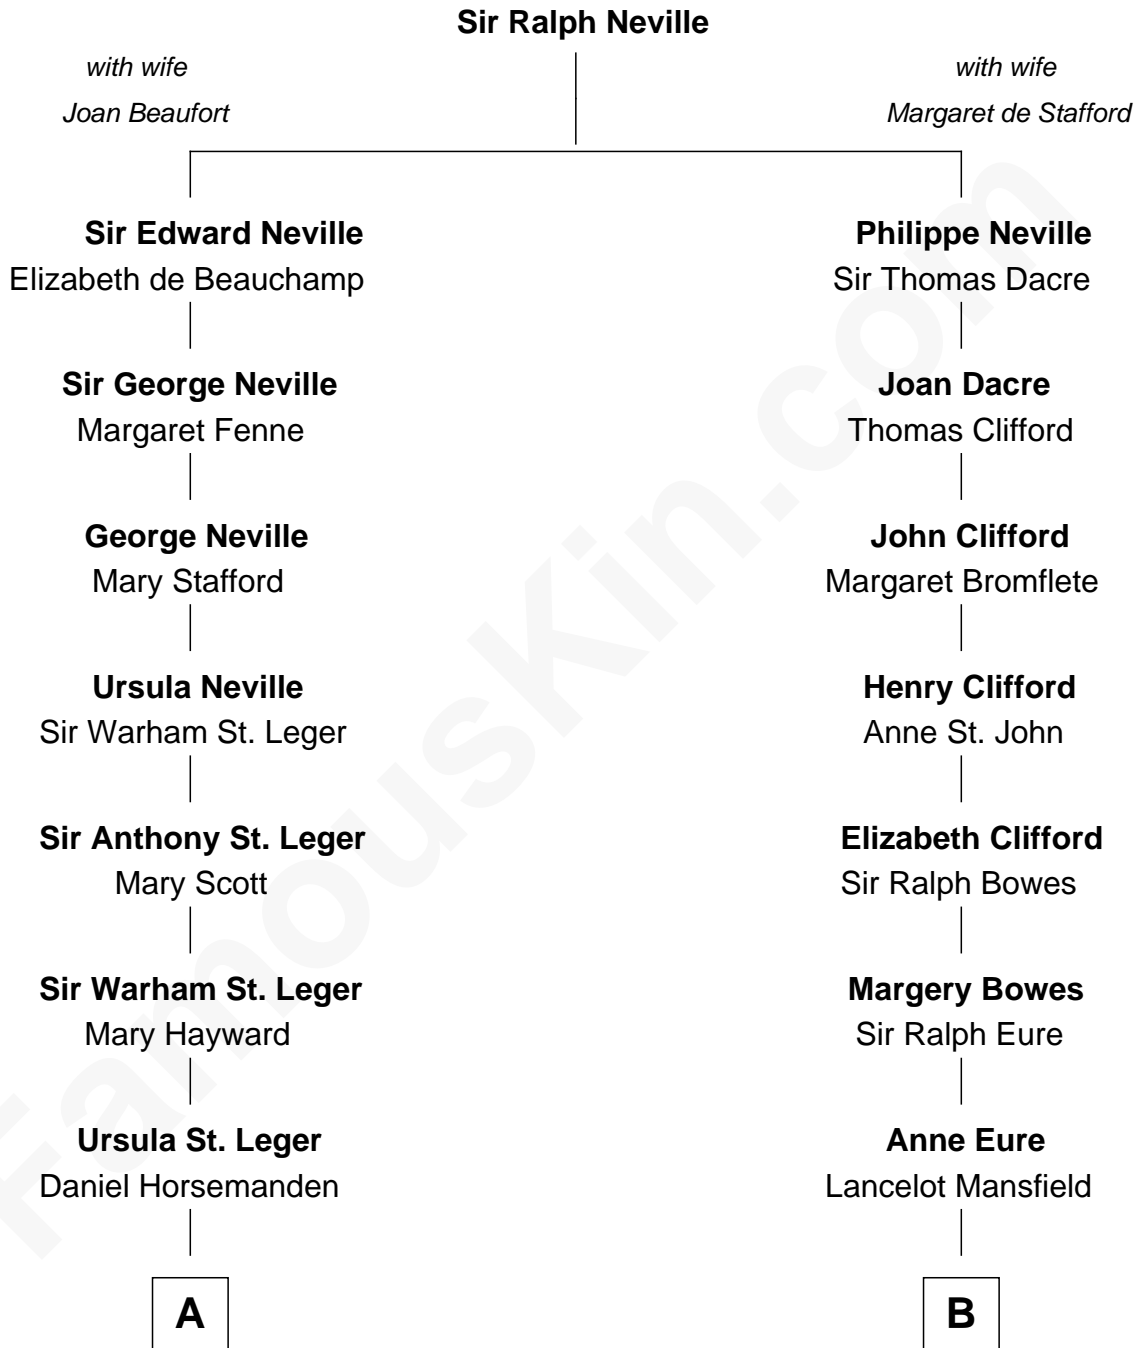 Sir Ralph Neville
with wife
Joan Beaufort
with wife
Margaret de Stafford
Sir Edward Neville
Elizabeth de Beauchamp
Philippe Neville
Sir Thomas Dacre
Sir George Neville
Margaret Fenne
Joan Dacre
Thomas Clifford
George Neville
Mary Stafford
John Clifford
Margaret Bromflete
Ursula Neville
Sir Warham St. Leger
Henry Clifford
Anne St. John
Sir Anthony St. Leger
Mary Scott
Elizabeth Clifford
Sir Ralph Bowes
Sir Warham St. Leger
Mary Hayward
Margery Bowes
Sir Ralph Eure
Ursula St. Leger
Daniel Horsemanden
Anne Eure
Lancelot Mansfield
A
B
FamousKin.com